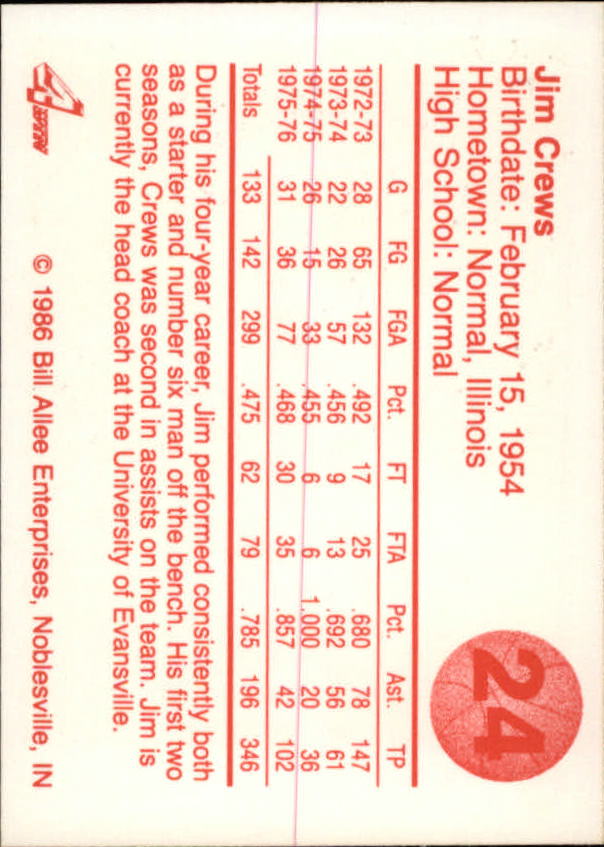 Jim Crews
Birthdate: February 15, 1954
Hometown: Normal, Illinois
High School: Normal
24
G FG FGA Pct. FT FTA Pct. Ast. TP
1972-73 28 65 132 .492 17 25 .680 78 147
1973-74 22 26 57 .456 9 13 .692 56 61
1974-75 26 15 33 .455 6 6 1.000 20 36
1975-76 31 36 77 .468 30 35 .857 42 102
Totals 133 142 299 .475 62 79 .785 196 346
During his four-year career, Jim performed consistently both
as a starter and number six man off the bench. His first two
seasons, Crews was second in assists on the team. Jim is
currently the head coach at the University of Evansville.
© 1986 Bill Allee Enterprises, Noblesville, IN